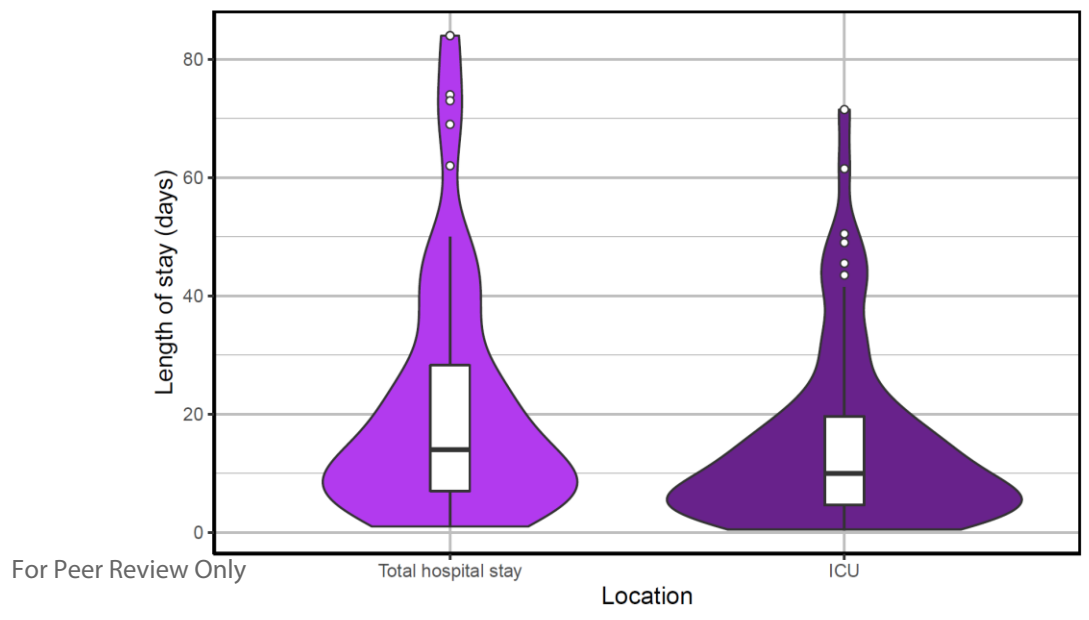 80
60
40
20
0
Length of stay (days)
Total hospital stay
ICU
Location
For Peer Review Only